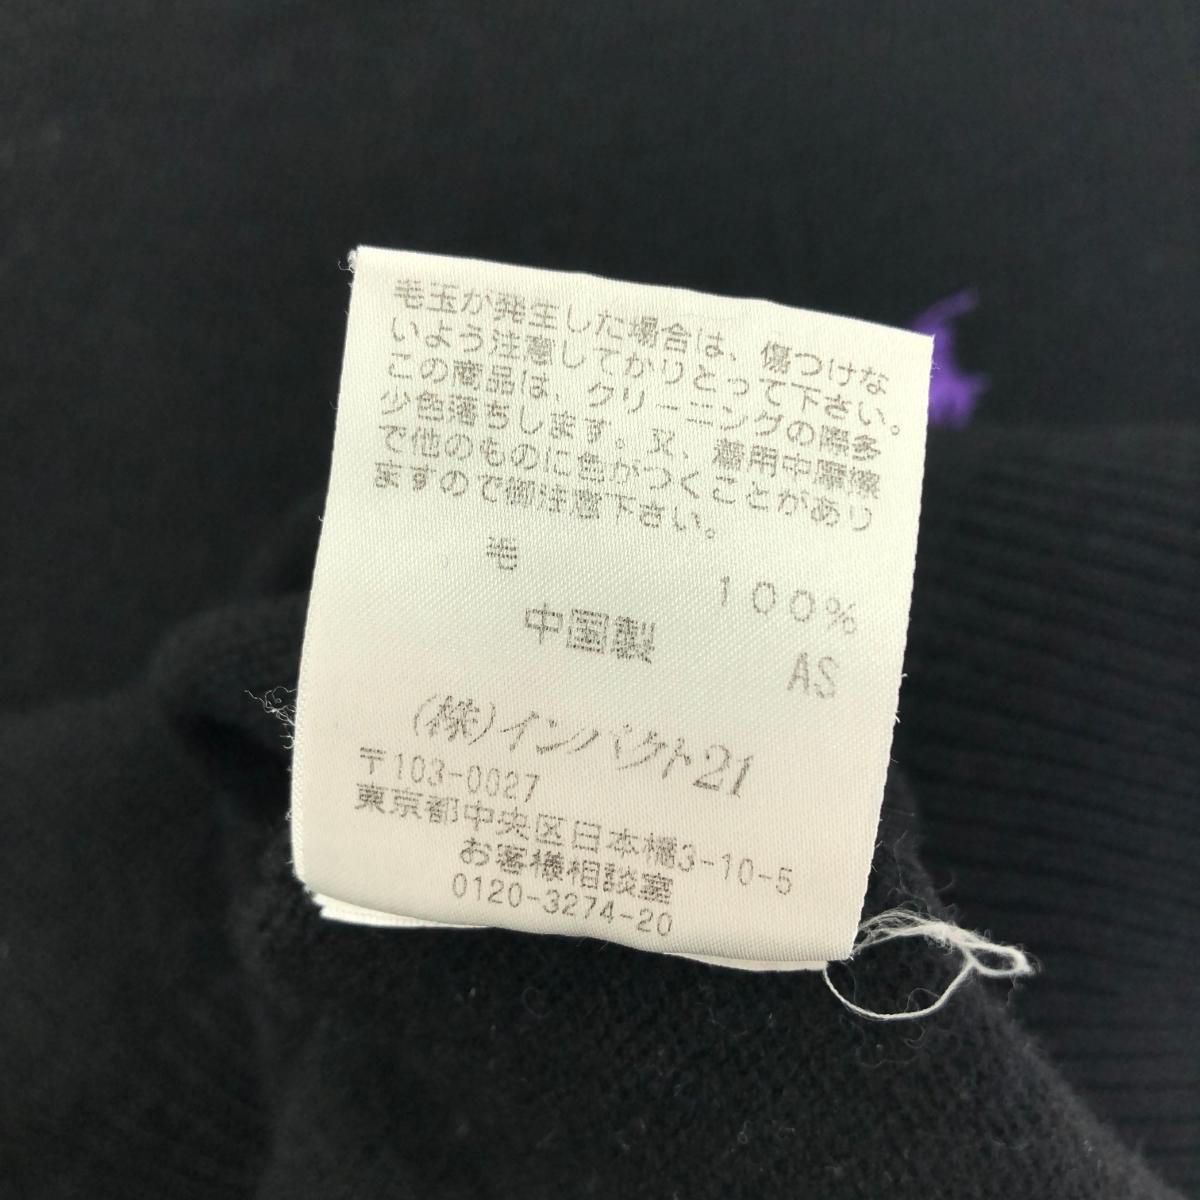 毛玉が発生した場合は、傷つけな
いよう注意してかりとって下さい。
この商品は、クリーニングの際多
少色落ちします。又、着用中摩擦
で他のものに色がつくことがあり
ますので御注意下さい。
毛
100%
中国製
AS
(株)インパクト21
〒103-0027
東京都中央区日本橋3-10-5
お客様相談室
0120-3274-20